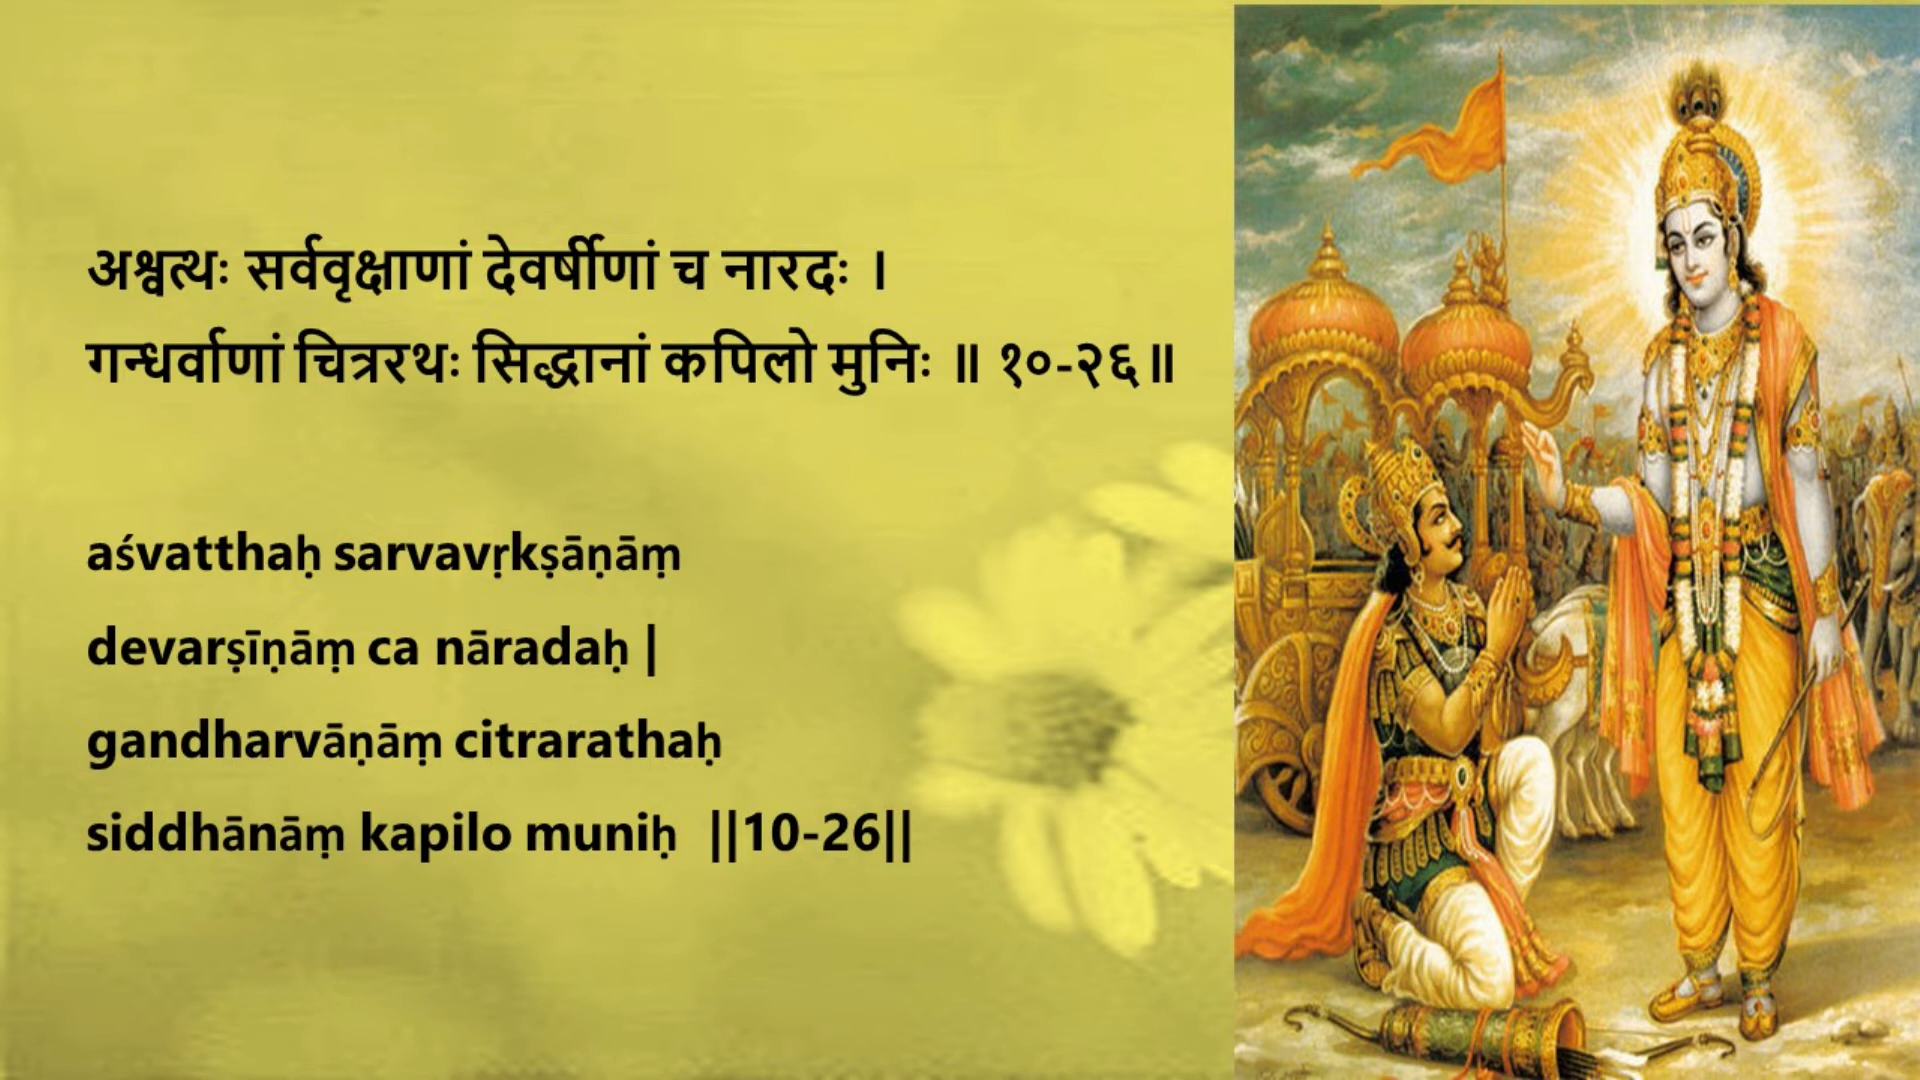 अश्वत्थः सर्ववृक्षाणां देवर्षीणां च नारदः ।
गन्धर्वाणां चित्ररथः सिद्धानां कपिलो मुनिः ॥ १०-२६॥
aśvatthaḥ sarvavṛkṣāṇāṃ
devarṣīṇāṃ ca nāradaḥ |
gandharvāṇāṃ citrarathaḥ
siddhānāṃ kapilo muniḥ ||10-26||